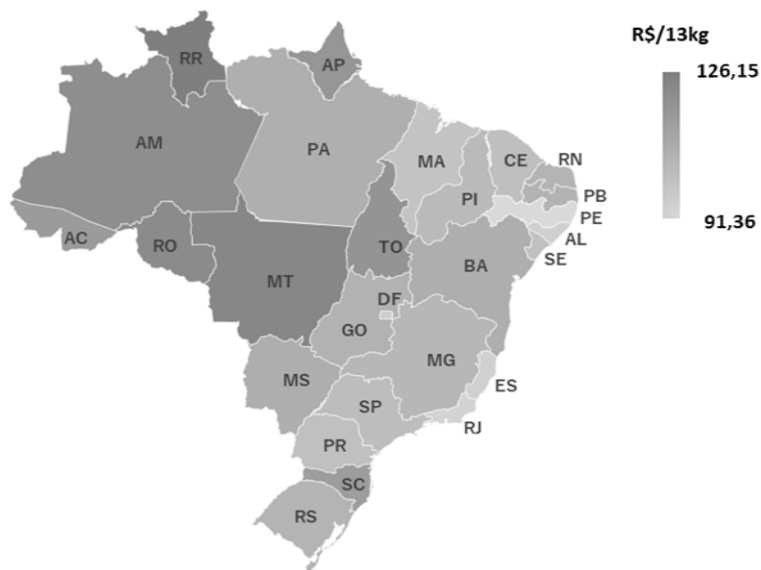 R$/13kg
126,15
91,36
RR
AP
AM
PA
MA
CE
RN
PI
PB
PE
AL
SE
AC
RO
TO
MT
BA
DF
GO
MG
MS
ES
SP
RJ
PR
SC
RS